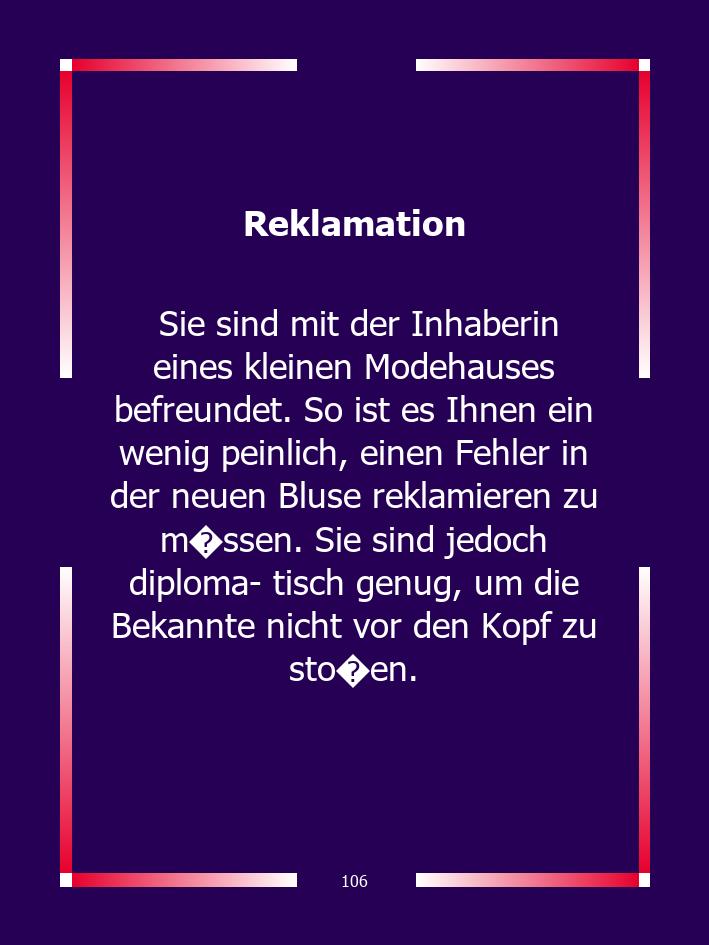 Reklamation
Sie sind mit der Inhaberin
eines kleinen Modehauses
befreundet. So ist es Ihnen ein
wenig peinlich, einen Fehler in
der neuen Bluse reklamieren zu
m�ssen. Sie sind jedoch
diploma- tisch genug, um die
Bekannte nicht vor den Kopf zu
sto�en.
106